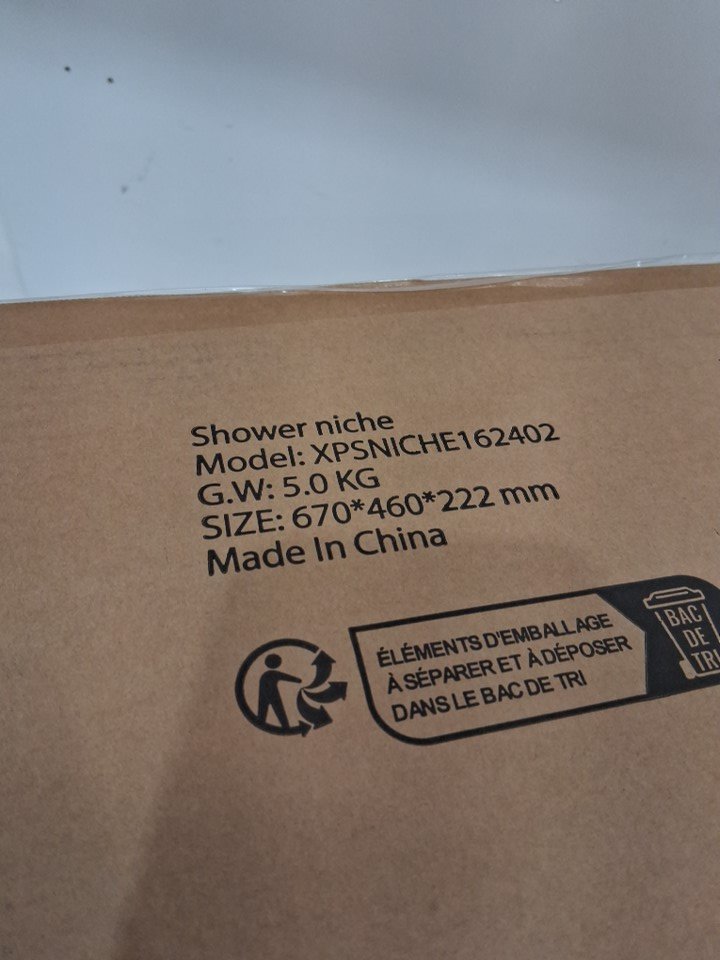 Shower niche
Model: XPSNICHE162402
G.W: 5.0 KG
SIZE: 670*460*222 mm
Made In China
ÉLÉMENTS D'EMBALLAGE
À SÉPARER ET À DÉPOSER
DANS LE BAC DE TRI
BAC
DE
TRI